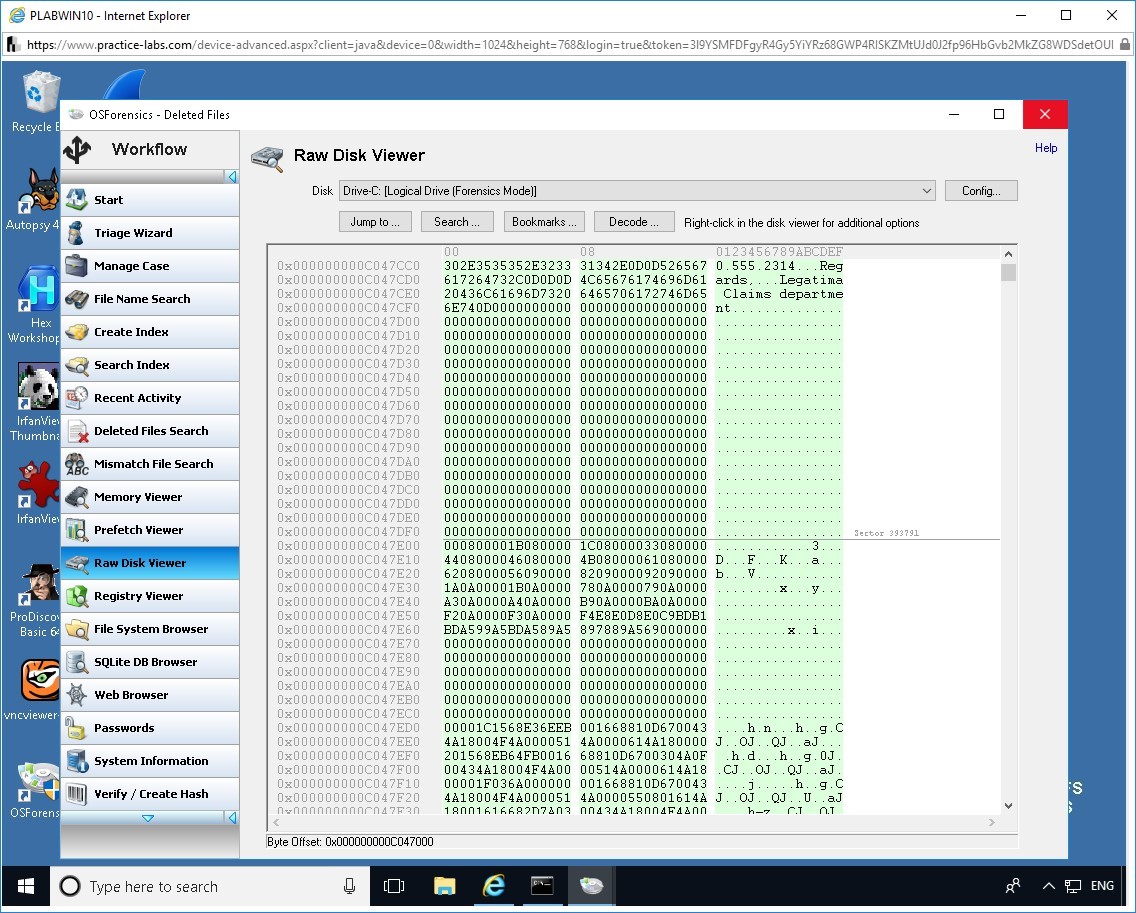 PLABWIN10 - Internet Explorer
https://www.practice-labs.com/device-advanced.aspx?client=java&device=0&width=1024&height=768&login=true&token=
Recycle B
Autopsy 4
Hex
Workshop
IrfanView
Thumbna
IrfanView
ProDiscov
Basic 64
vncviewer-
OSForens
OSForensics - Deleted Files
Workflow
Start
Triage Wizard
Manage Case
File Name Search
Create Index
Search Index
Recent Activity
Deleted Files Search
Mismatch File Search
Memory Viewer
Prefetch Viewer
Raw Disk Viewer
Registry Viewer
File System Browser
SQLite DB Browser
Web Browser
Passwords
System Information
Verify / Create Hash
Raw Disk Viewer
Help
Disk Drive-C: [Logical Drive (Forensics Mode)] Config...
Jump to ... Search ... Bookmarks ... Decode ... Right-click in the disk viewer for additional options
00 08 0123456789ABCDEF
0x000000000C047CC0 302E3535352E3233 31342E0D0D526567 0.555.2314...Reg
0x000000000C047CD0 617264732C0D0D0D 4C65676174696D61 ards,...Legatima
0x000000000C047CE0 20436C61696D7320 6465706172746D65 Claims departme
0x000000000C047CF0 6E740D0000000000 0000000000000000 nt..............
0x000000000C047D00 0000000000000000 0000000000000000 ................
0x000000000C047D10 0000000000000000 0000000000000000 ................
0x000000000C047D20 0000000000000000 0000000000000000 ................
0x000000000C047D30 0000000000000000 0000000000000000 ................
0x000000000C047D40 0000000000000000 0000000000000000 ................
0x000000000C047D50 0000000000000000 0000000000000000 ................
0x000000000C047D60 0000000000000000 0000000000000000 ................
0x000000000C047D70 0000000000000000 0000000000000000 ................
0x000000000C047D80 0000000000000000 0000000000000000 ................
0x000000000C047D90 0000000000000000 0000000000000000 ................
0x000000000C047DA0 0000000000000000 0000000000000000 ................
0x000000000C047DB0 0000000000000000 0000000000000000 ................
0x000000000C047DC0 0000000000000000 0000000000000000 ................
0x000000000C047DD0 0000000000000000 0000000000000000 ................
0x000000000C047DE0 0000000000000000 0000000000000000 ................
0x000000000C047DF0 0000000000000000 0000000000000000 ................
Sector 393791
0x000000000C047E00 000800001B080000 1C08000033080000 ............3...
0x000000000C047E10 4408000046080000 4B08000061080000 D...F...K...a...
0x000000000C047E20 6208000056090000 8209000092090000 b...V...........
0x000000000C047E30 1A0A00001B0A0000 780A0000790A0000 ........x...y...
0x000000000C047E40 A30A0000A40A0000 B90A0000BA0A0000 ................
0x000000000C047E50 F20A0000F30A0000 F4E8E0D8E0C9BDB1 ................
0x000000000C047E60 BDA599A5BDA589A5 897889A569000000 .........x..i...
0x000000000C047E70 0000000000000000 0000000000000000 ................
0x000000000C047E80 0000000000000000 0000000000000000 ................
0x000000000C047E90 0000000000000000 0000000000000000 ................
0x000000000C047EA0 0000000000000000 0000000000000000 ................
0x000000000C047EB0 0000000000000000 0000000000000000 ................
0x000000000C047EC0 0000000000000000 0000000000000000 ................
0x000000000C047ED0 00001C1568E36EEB 001668810D670043 ....h.n...h..g.C
0x000000000C047EE0 4A18004F4A000051 4A0000614A180000 J..OJ..QJ..aJ...
0x000000000C047EF0 201568EB64FB0016 68810D6700304A0F .h.d...h..g.0J.
0x000000000C047F00 00434A18004F4A00 00514A0000614A18 .CJ..OJ..QJ..aJ.
0x000000000C047F10 00001F036A000000 001668810D670043 ....j.....h..g.C
0x000000000C047F20 4A18004F4A000051 4A0000550801614A J..OJ..QJ..U..aJ
0x000000000C047F30 18001616682D7A03 00434A18004F4A00 ....h-z..CJ..OJ.
Byte Offset: 0x000000000C047000
FS
S
Type here to search
ENG